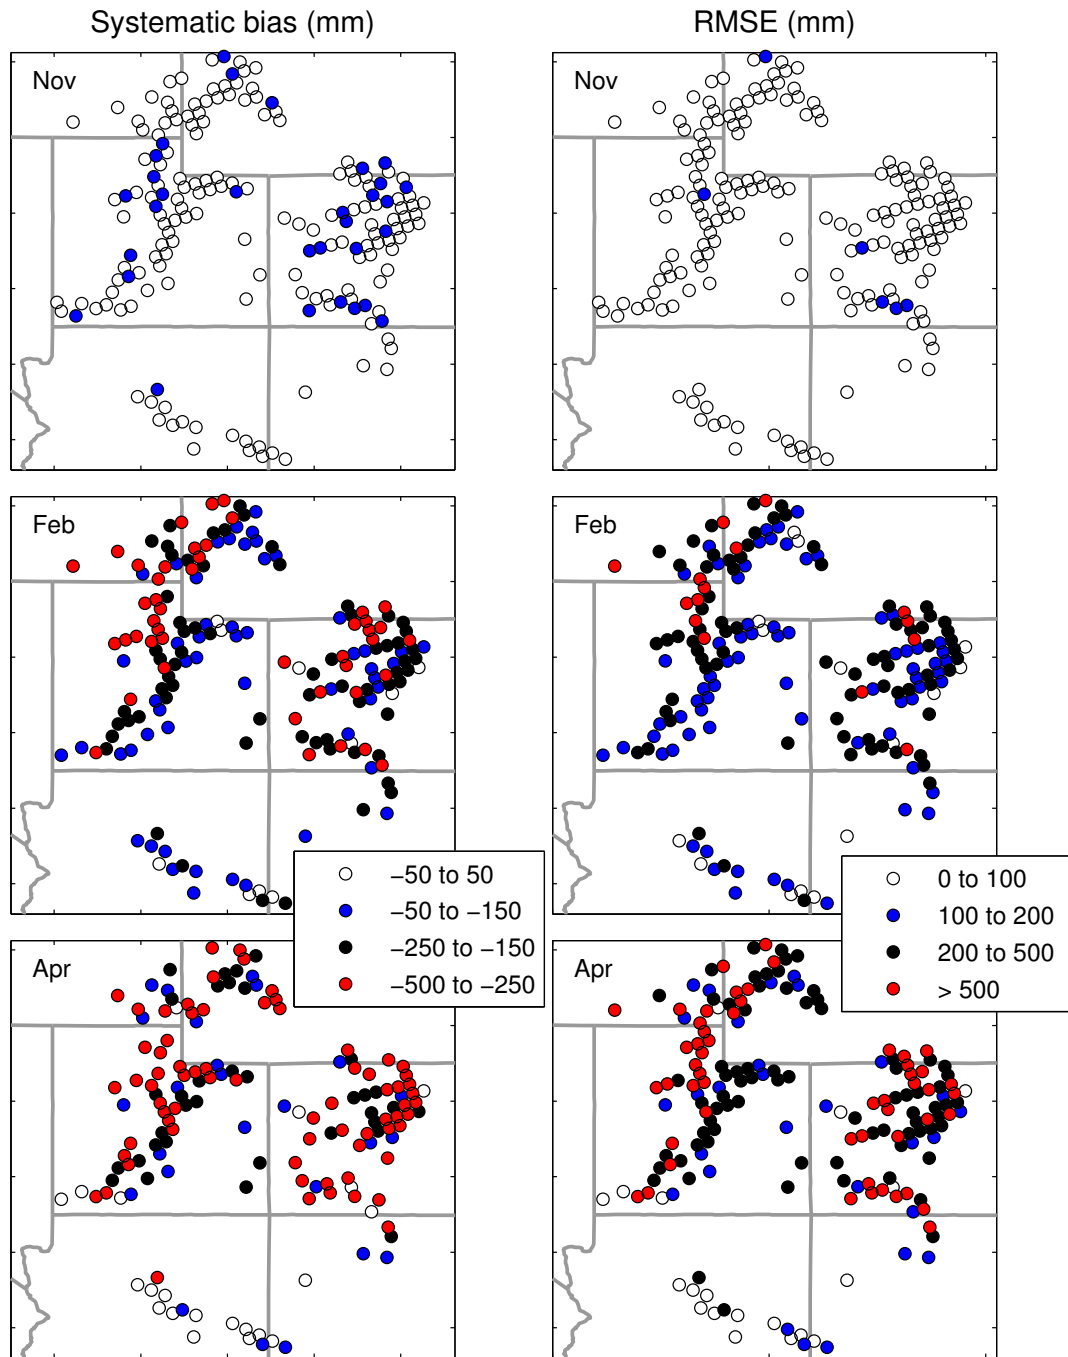 Systematic bias (mm)
RMSE (mm)
Nov
Nov
Feb
Feb
−50 to 50
−50 to −150
−250 to −150
−500 to −250
0 to 100
100 to 200
200 to 500
> 500
Apr
Apr